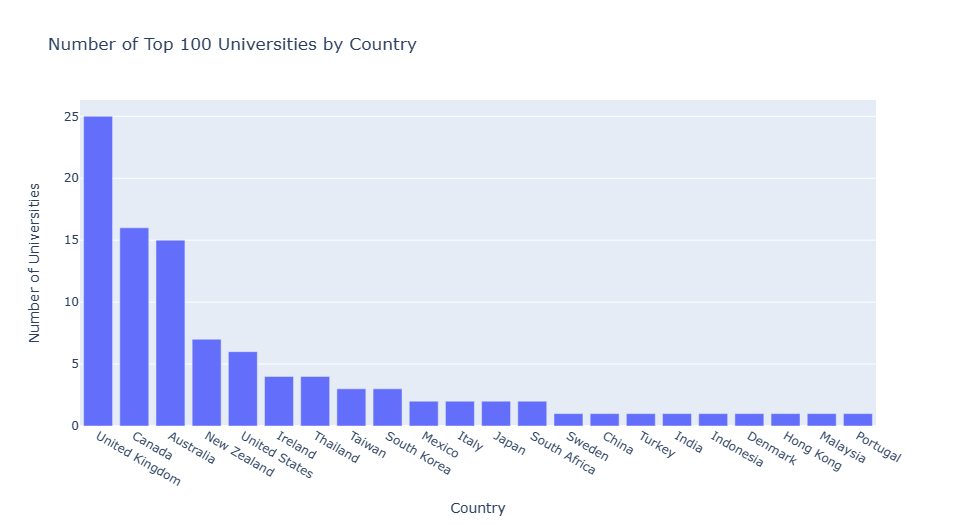 Number of Top 100 Universities by Country
Number of Universities
25
20
15
10
5
0
United Kingdom
Canada
Australia
New Zealand
United States
Ireland
Thailand
Taiwan
South Korea
Mexico
Italy
Japan
South Africa
Sweden
China
Turkey
India
Indonesia
Denmark
Hong Kong
Malaysia
Portugal
Country